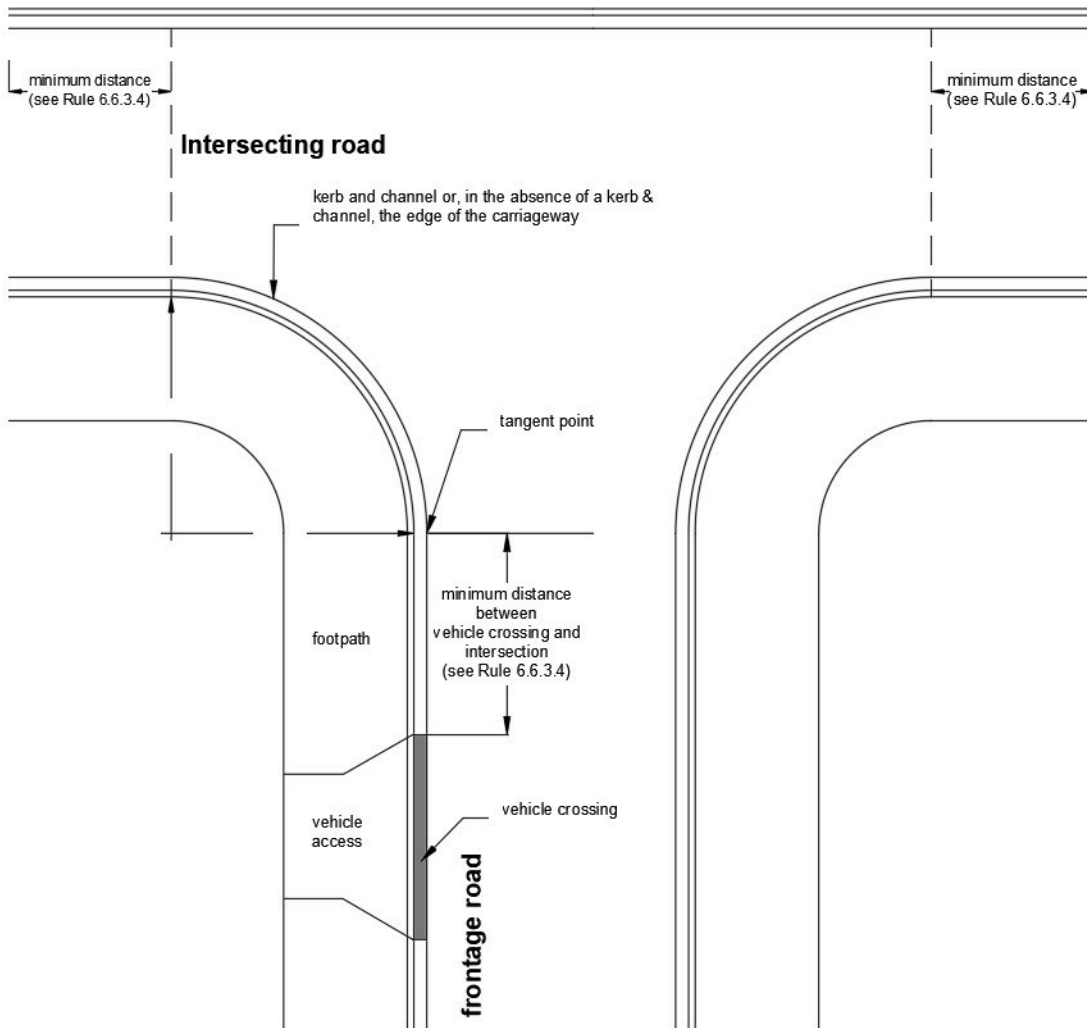 minimum distance
(see Rule 6.6.3.4)
minimum distance
(see Rule 6.6.3.4)
Intersecting road
kerb and channel or, in the absence of a kerb &
channel, the edge of the carriageway
tangent point
minimum distance
between
vehicle crossing and
intersection
(see Rule 6.6.3.4)
footpath
vehicle crossing
vehicle
access
frontage road